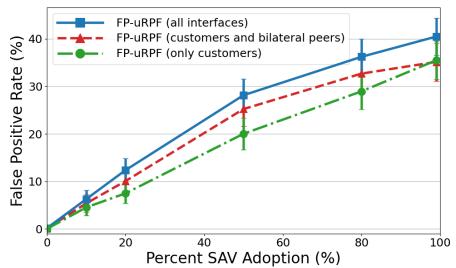 FP-uRPF (all interfaces)
FP-uRPF (customers and bilateral peers)
FP-uRPF (only customers)
False Positive Rate (%)
40
30
20
10
0
0 20 40 60 80 100
Percent SAV Adoption (%)